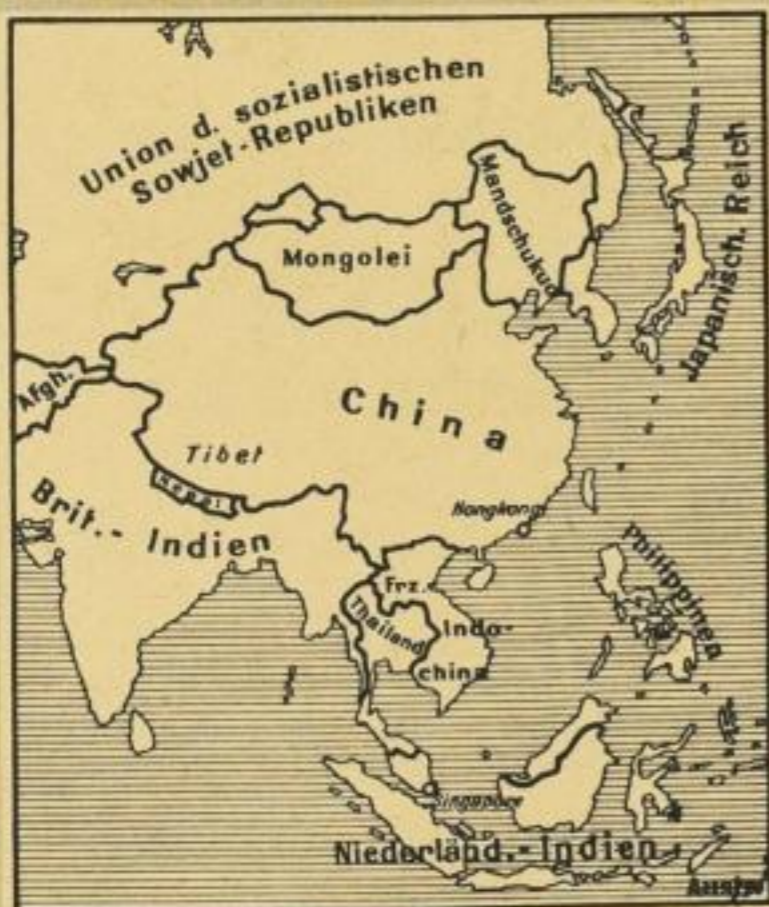 Union d. sozialistischen
Sowjet-Republiken
Mandschukuo
Mongolei
Japanisch. Reich
Afgh.
China
Tibet
Nepal
Brit.- Indien
Hongkong
Philippinen
Frz.
Thailand
Indo-
china
Singapore
Niederländ.-Indien